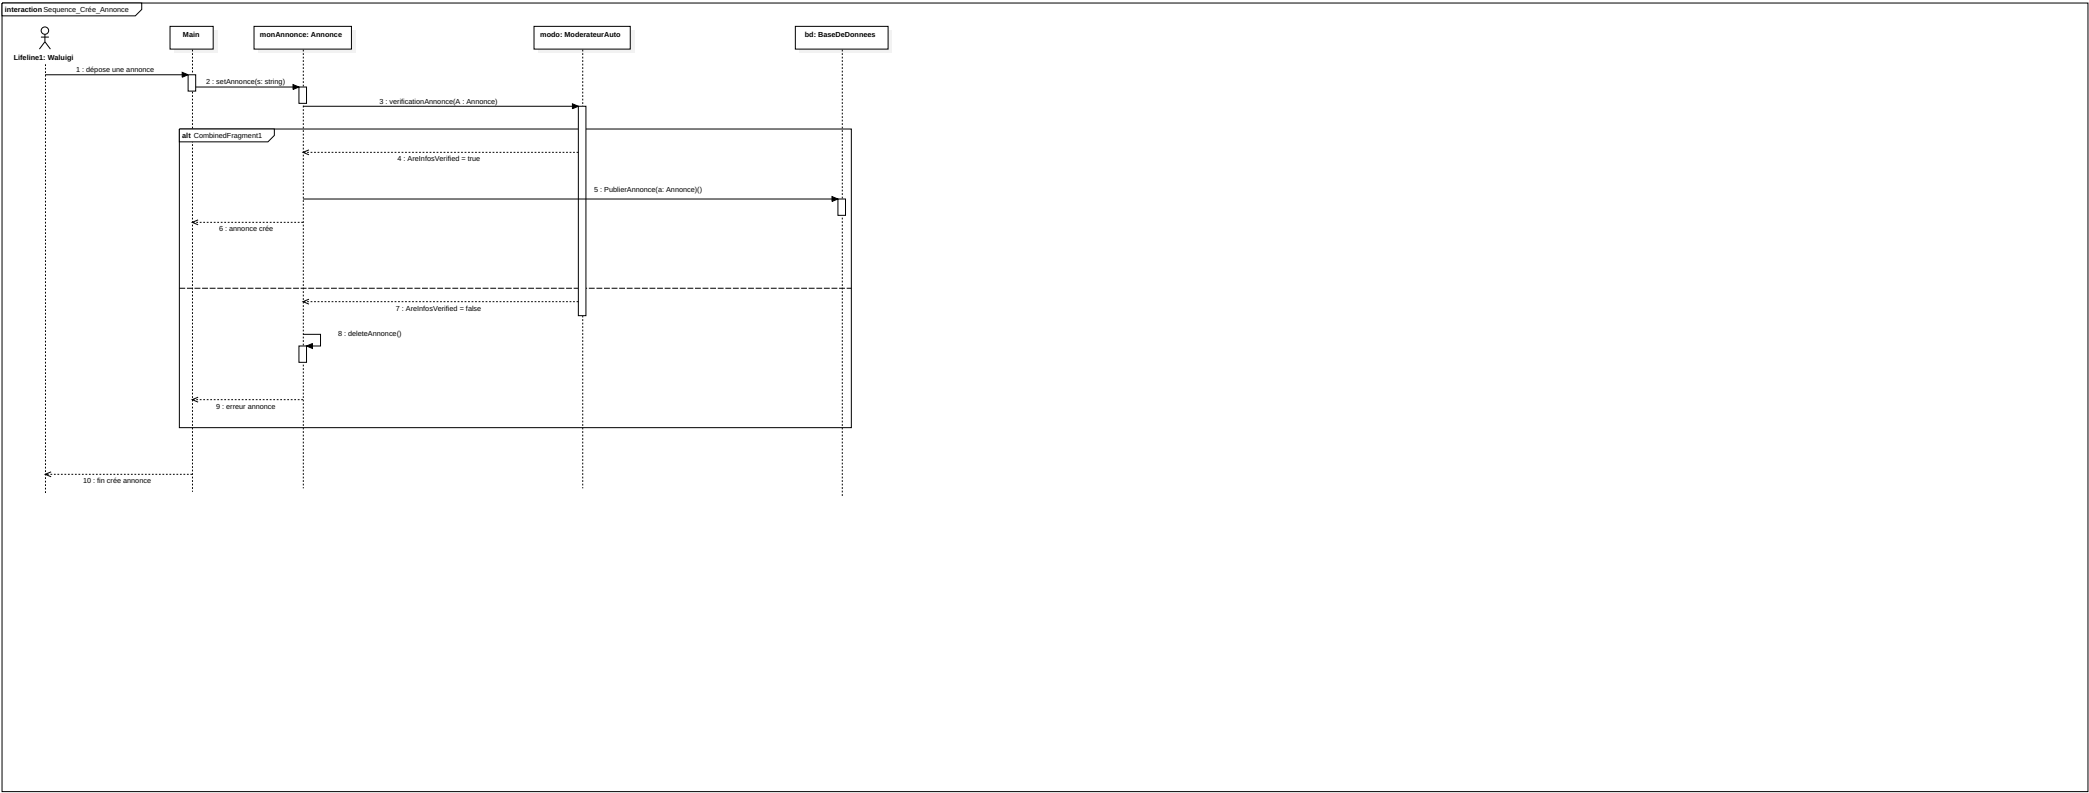 interaction Sequence_Crée_Annonce
Lifeline1: Waluigi
Main
monAnnonce: Annonce
modo: ModerateurAuto
bd: BaseDeDonnees
1 : dépose une annonce
2 : setAnnonce(s: string)
3 : verificationAnnonce(A : Annonce)
alt CombinedFragment1
4 : AreInfosVerified = true
5 : PublierAnnonce(a: Annonce)()
6 : annonce crée
7 : AreInfosVerified = false
8 : deleteAnnonce()
9 : erreur annonce
10 : fin crée annonce